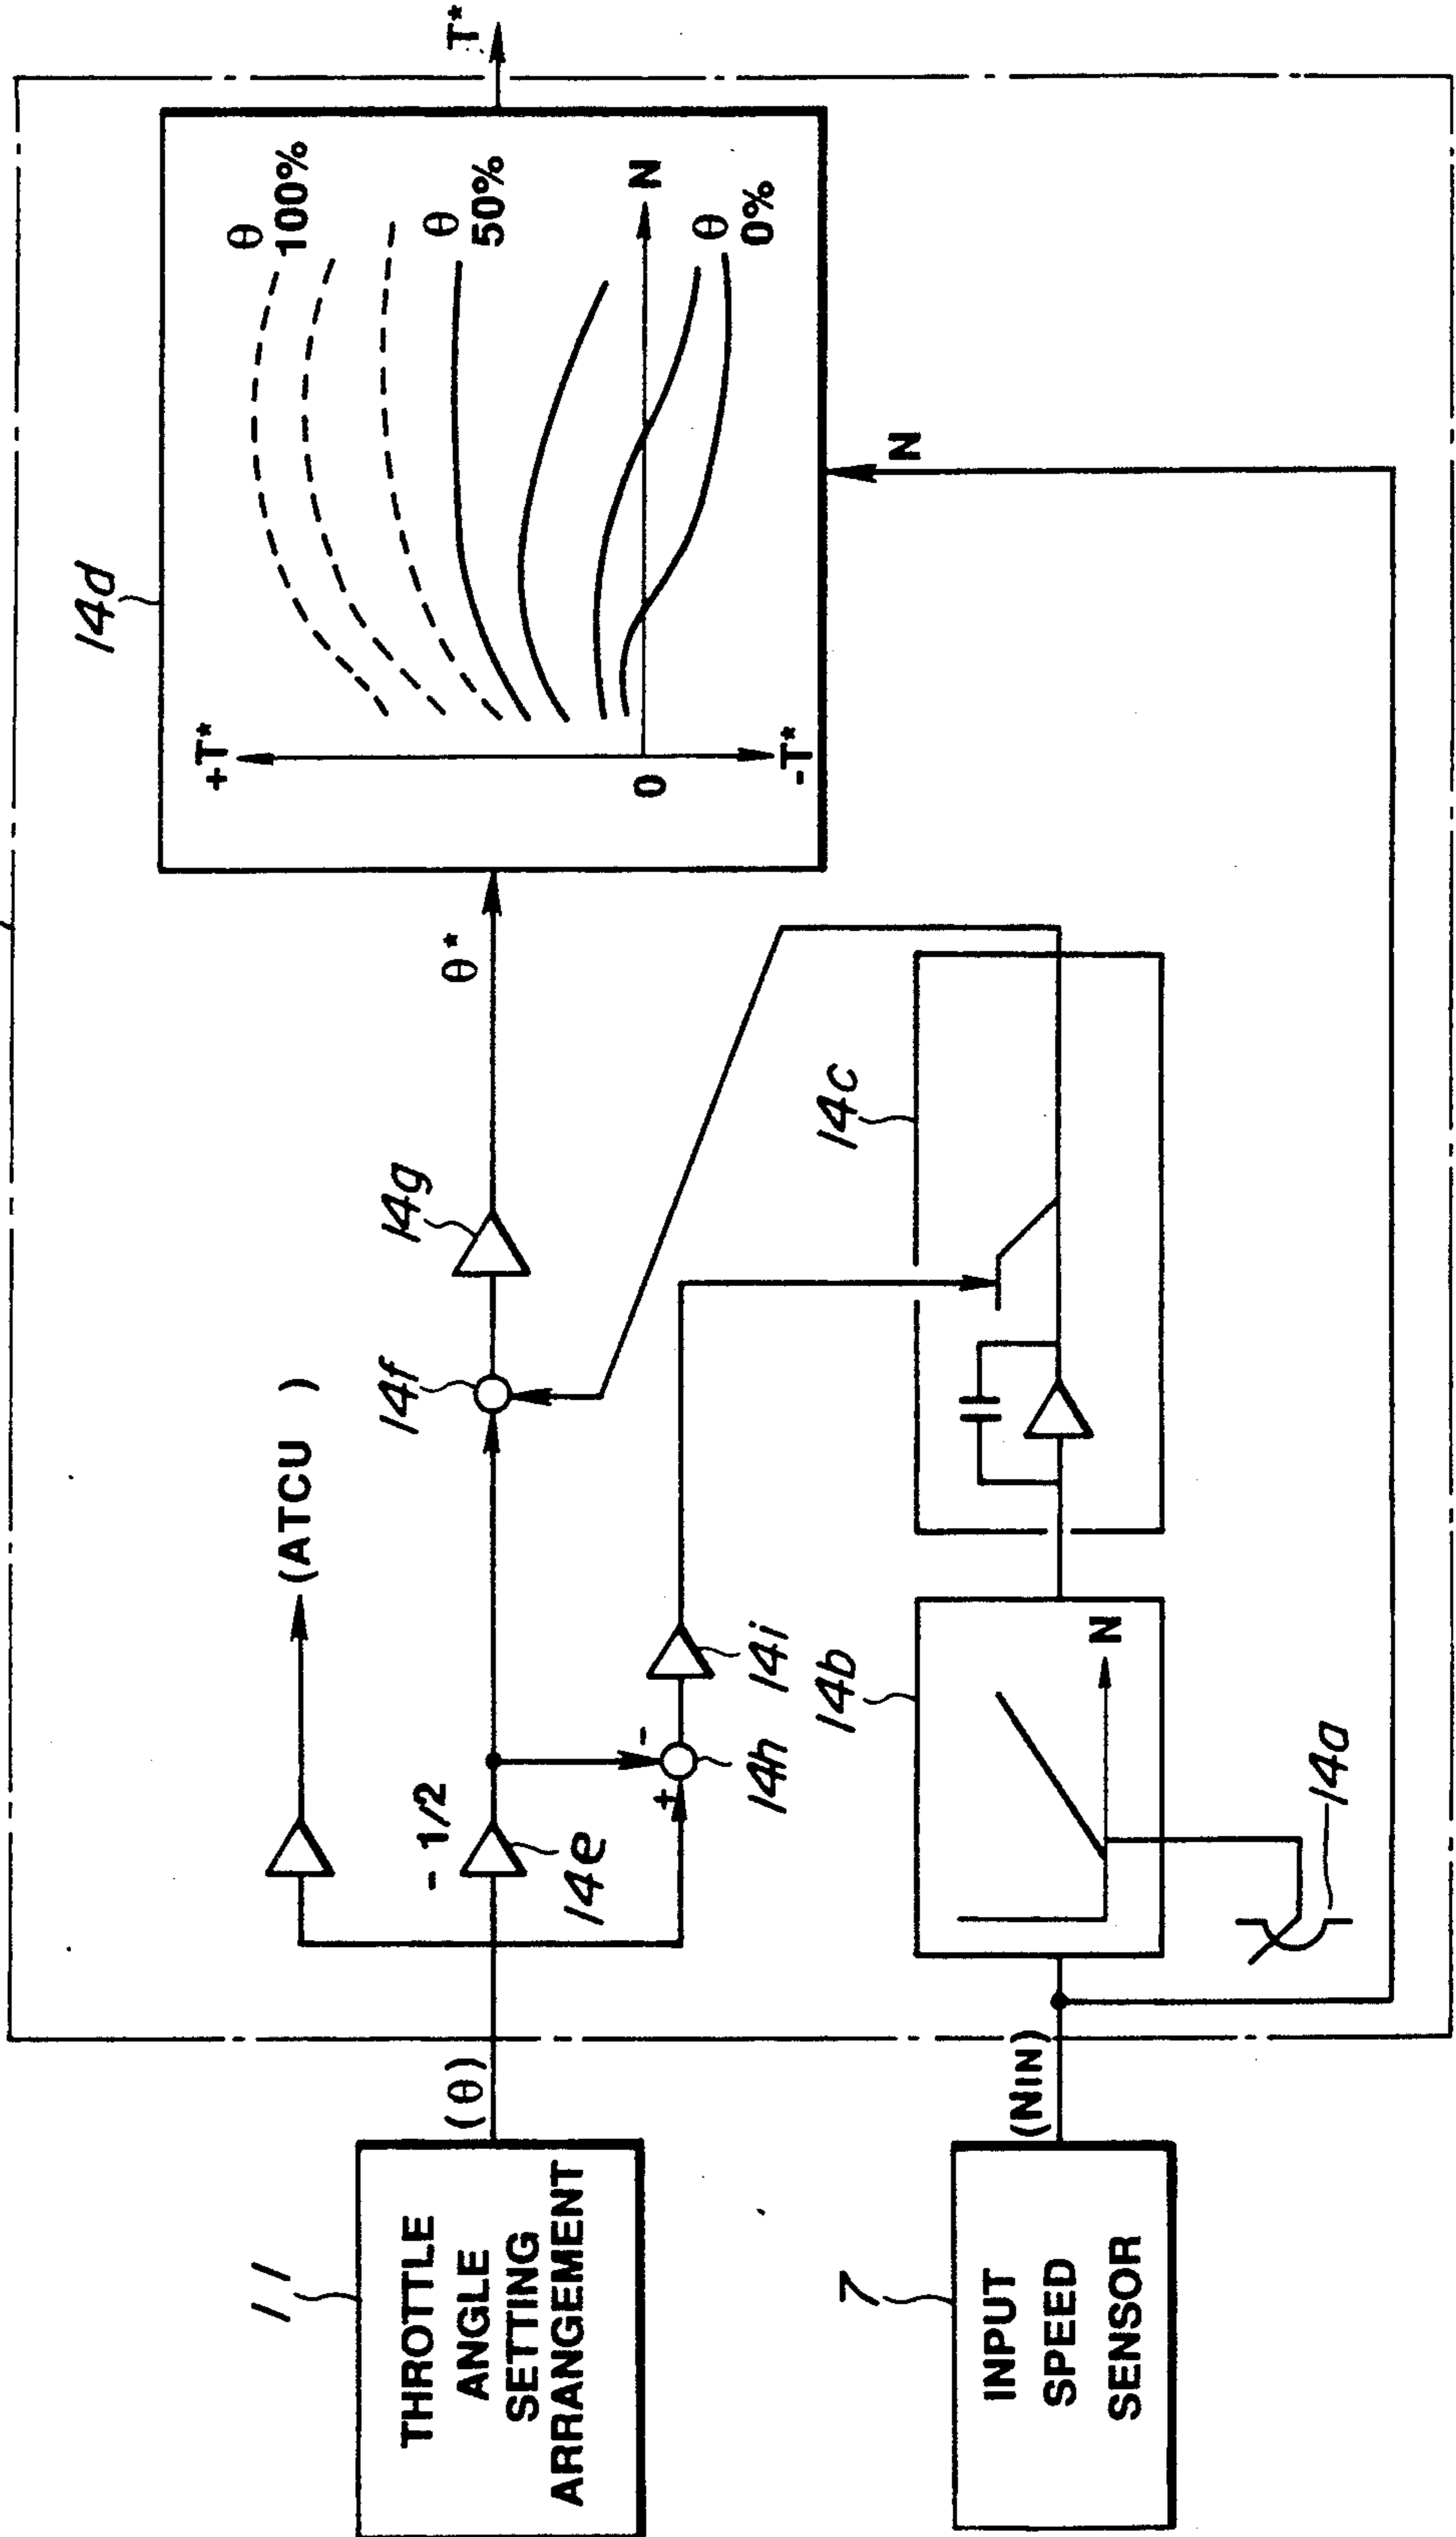 11
THROTTLE
ANGLE
SETTING
ARRANGEMENT
(θ)
7
INPUT
SPEED
SENSOR
(NIN)
(ATCU )
- 1/2
14e
14f
14g
θ*
+
-
14h
14i
14a
14b
N
14c
14d
+T*
0
-T*
N
θ
100%
θ
50%
θ
0%
N
T*